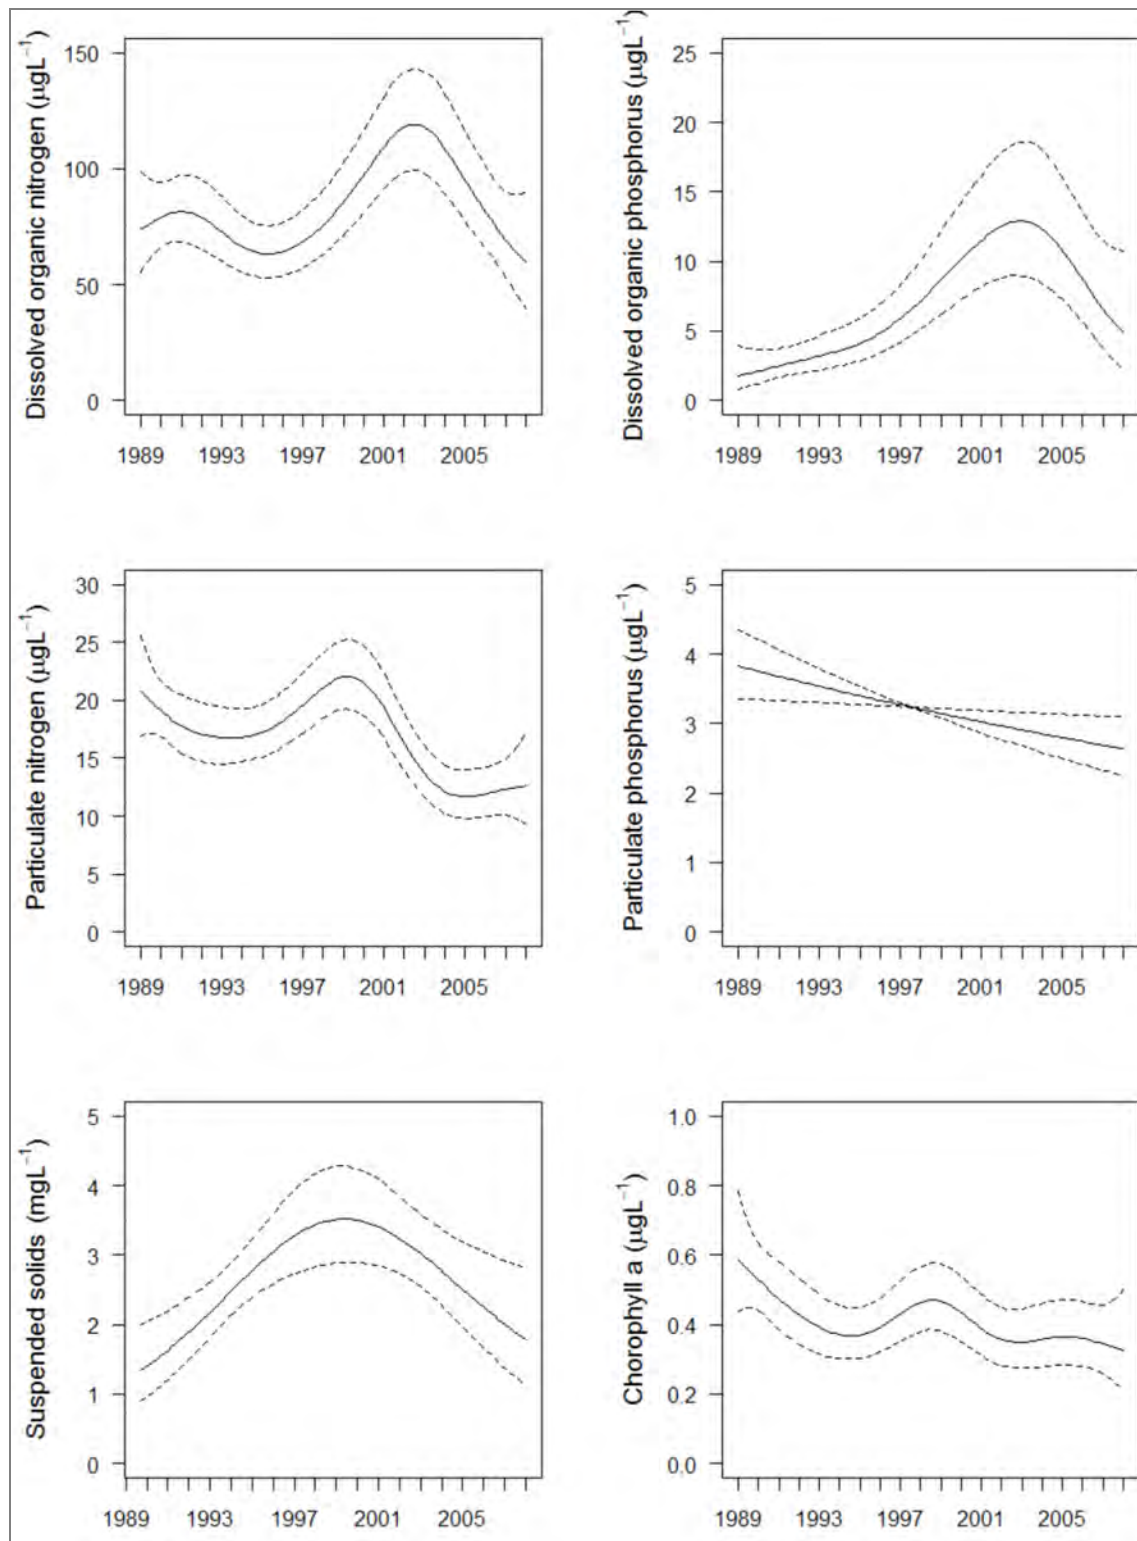 Dissolved organic nitrogen (µgL⁻¹)
150
100
50
0
1989 1993 1997 2001 2005
Dissolved organic phosphorus (µgL⁻¹)
25
20
15
10
5
0
1989 1993 1997 2001 2005
Particulate nitrogen (µgL⁻¹)
30
25
20
15
10
5
0
1989 1993 1997 2001 2005
Particulate phosphorus (µgL⁻¹)
5
4
3
2
1
0
1989 1993 1997 2001 2005
Suspended solids (mgL⁻¹)
5
4
3
2
1
0
1989 1993 1997 2001 2005
Chorophyll a (µgL⁻¹)
1.0
0.8
0.6
0.4
0.2
0.0
1989 1993 1997 2001 2005